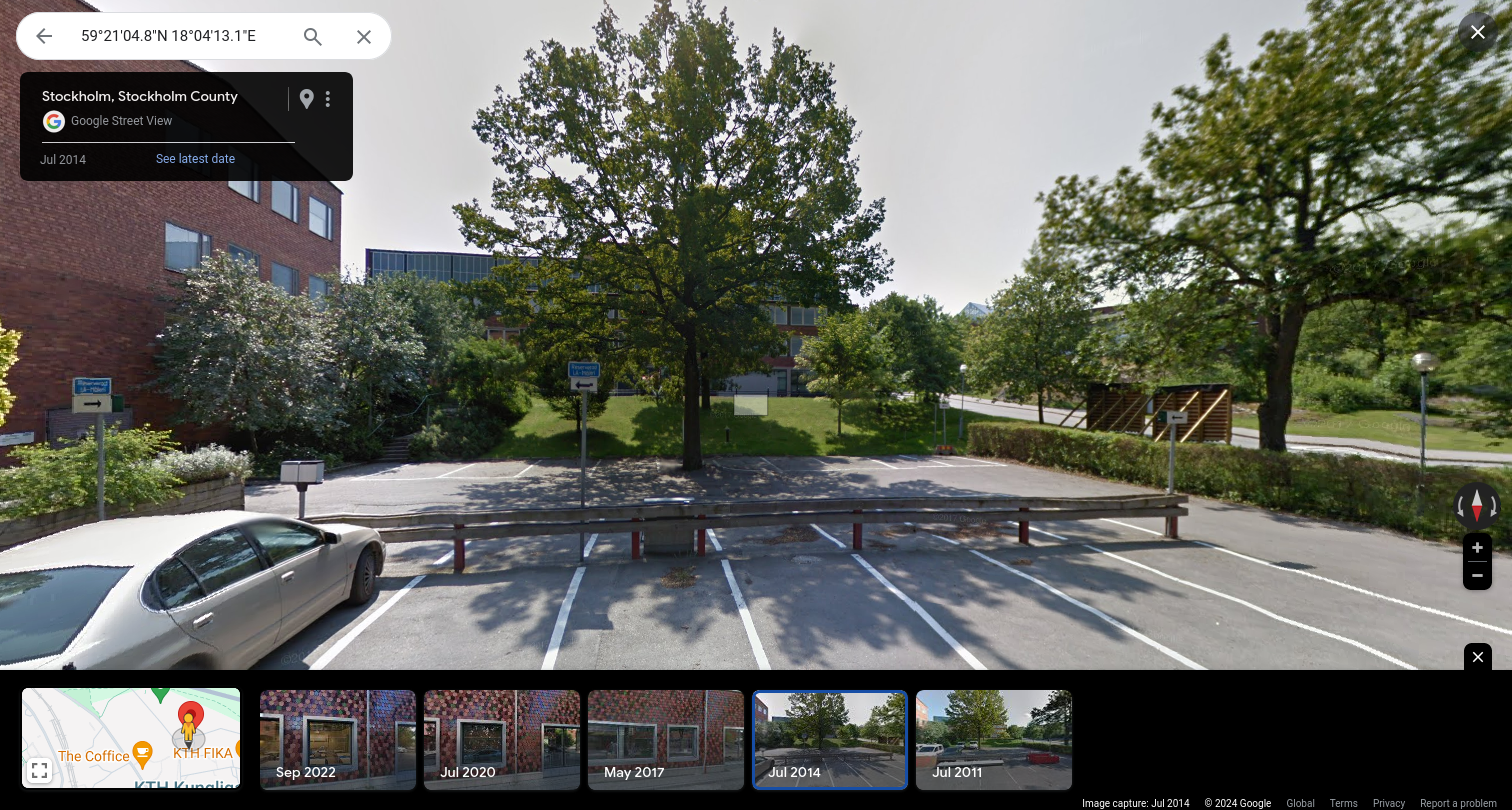 59°21'04.8"N 18°04'13.1"E
Stockholm, Stockholm County
Google Street View
Jul 2014
See latest date
Reserverad
The Coffice
KTH FIKA
KTH Kunglig
Sep 2022
Jul 2020
May 2017
Jul 2014
Jul 2011
Image capture: Jul 2014 © 2024 Google Global Terms Privacy Report a problem